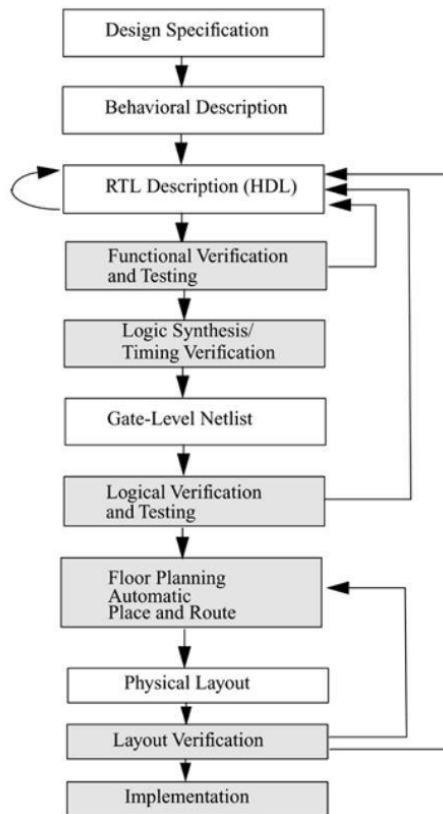 Design Specification
Behavioral Description
RTL Description (HDL)
Functional Verification
and Testing
Logic Synthesis/
Timing Verification
Gate-Level Netlist
Logical Verification
and Testing
Floor Planning
Automatic
Place and Route
Physical Layout
Layout Verification
Implementation